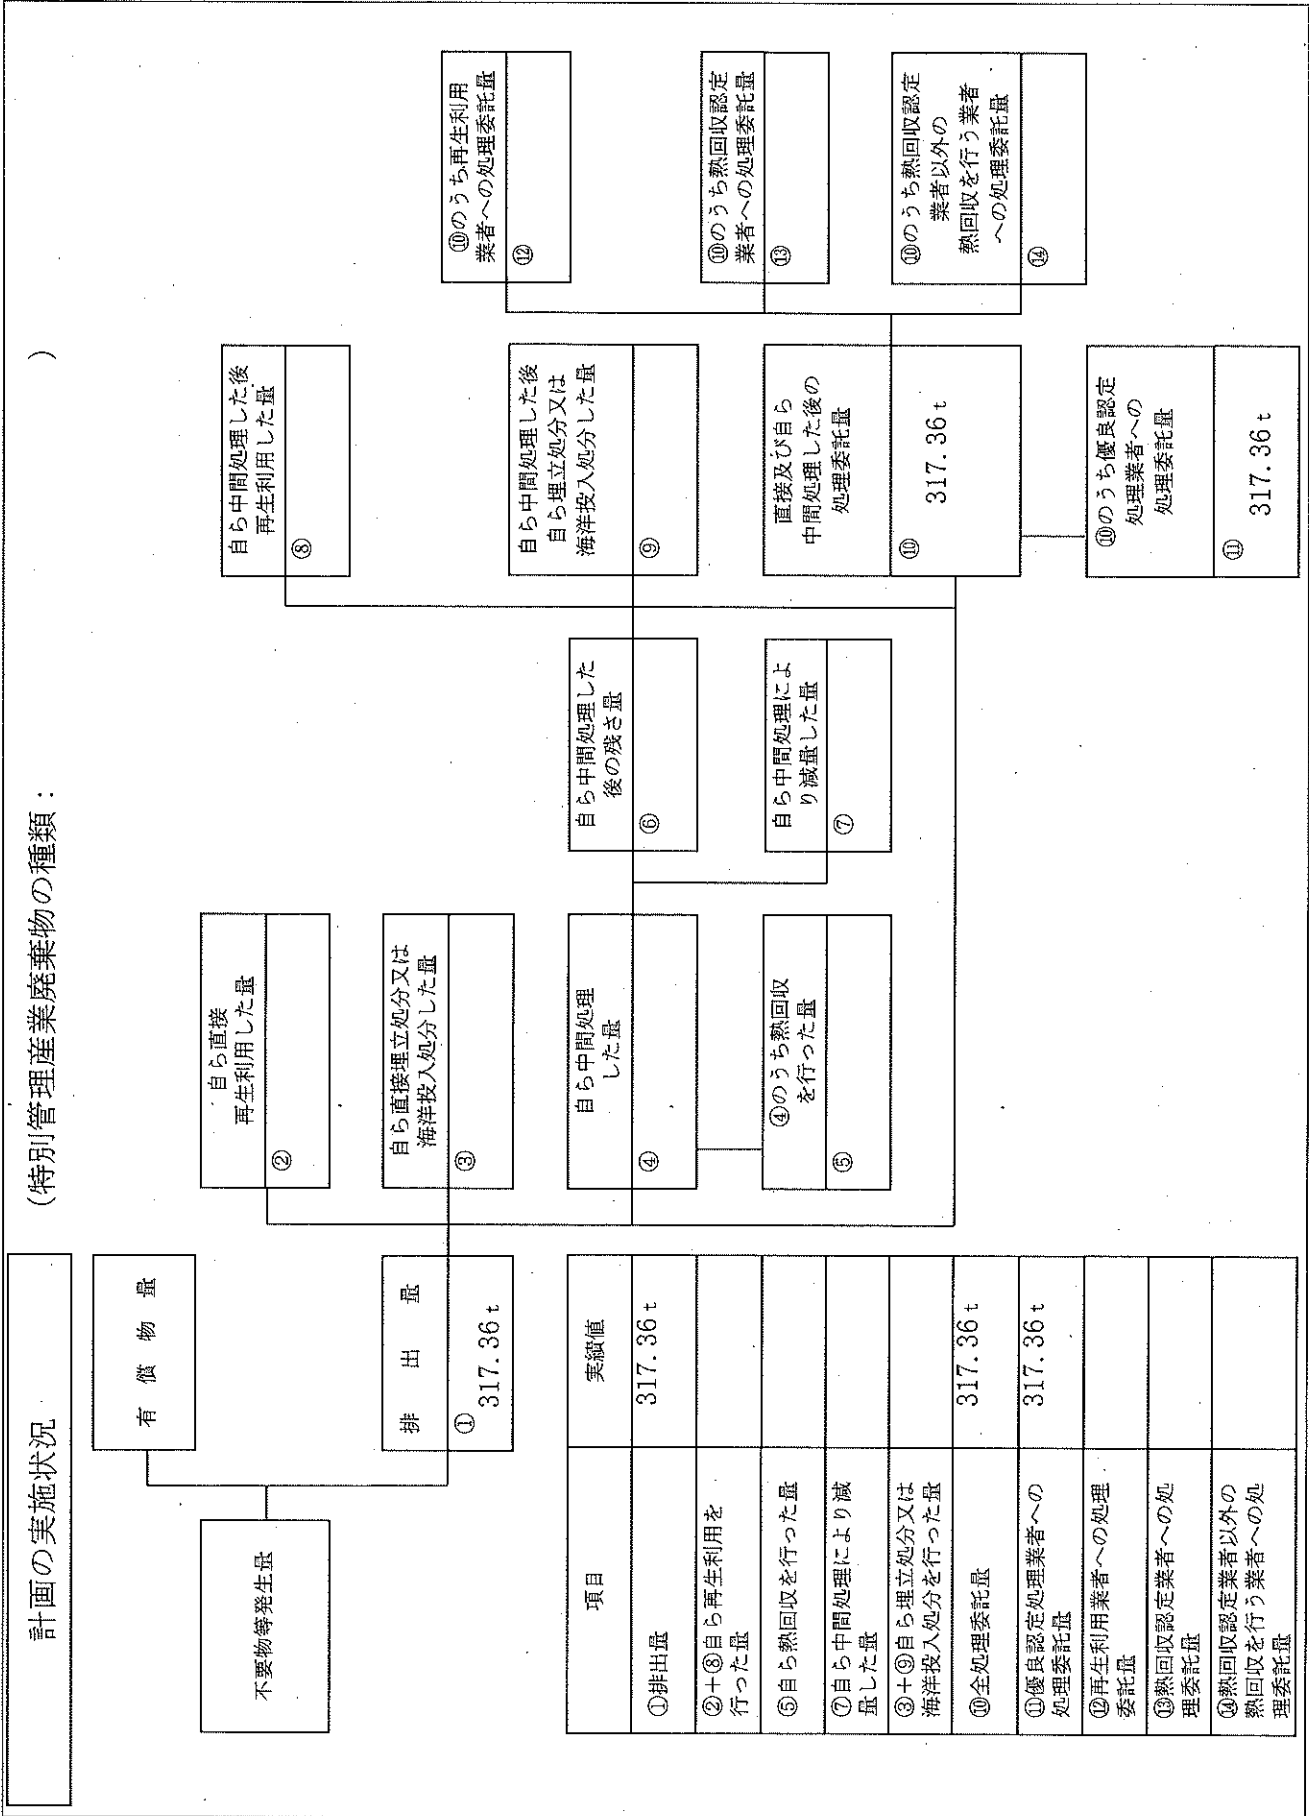 計画の実施状況
(特別管理産業廃棄物の種類： )
不要物等発生量
有 償 物 量
排 出 量
①
317.36t
自ら直接
再生利用した量
②
自ら直接埋立処分又は
海洋投入処分した量
③
自ら中間処理
した量
④
④のうち熱回収
を行った量
⑤
自ら中間処理した
後の残さ量
⑥
自ら中間処理によ
り減量した量
⑦
自ら中間処理した後
再生利用した量
⑧
自ら中間処理した後
自ら埋立処分又は
海洋投入処分した量
⑨
直接及び自ら
中間処理した後の
処理委託量
⑩
317.36t
⑩のうち優良認定
処理業者への
処理委託量
⑪
317.36t
⑩のうち再生利用
業者への処理委託量
⑫
⑩のうち熱回収認定
業者への処理委託量
⑬
⑩のうち熱回収認定
業者以外の
熱回収を行う業者
への処理委託量
⑭
項目 実績値
①排出量 317.36t
②+⑧自ら再生利用を
行った量
⑤自ら熱回収を行った量
⑦自ら中間処理により減
量した量
③+⑨自ら埋立処分又は
海洋投入処分を行った量
⑩全処理委託量 317.36t
⑪優良認定処理業者への
処理委託量 317.36t
⑫再生利用業者への処理
委託量
⑬熱回収認定業者への処
理委託量
⑭熱回収認定業者以外の
熱回収を行う業者への処
理委託量